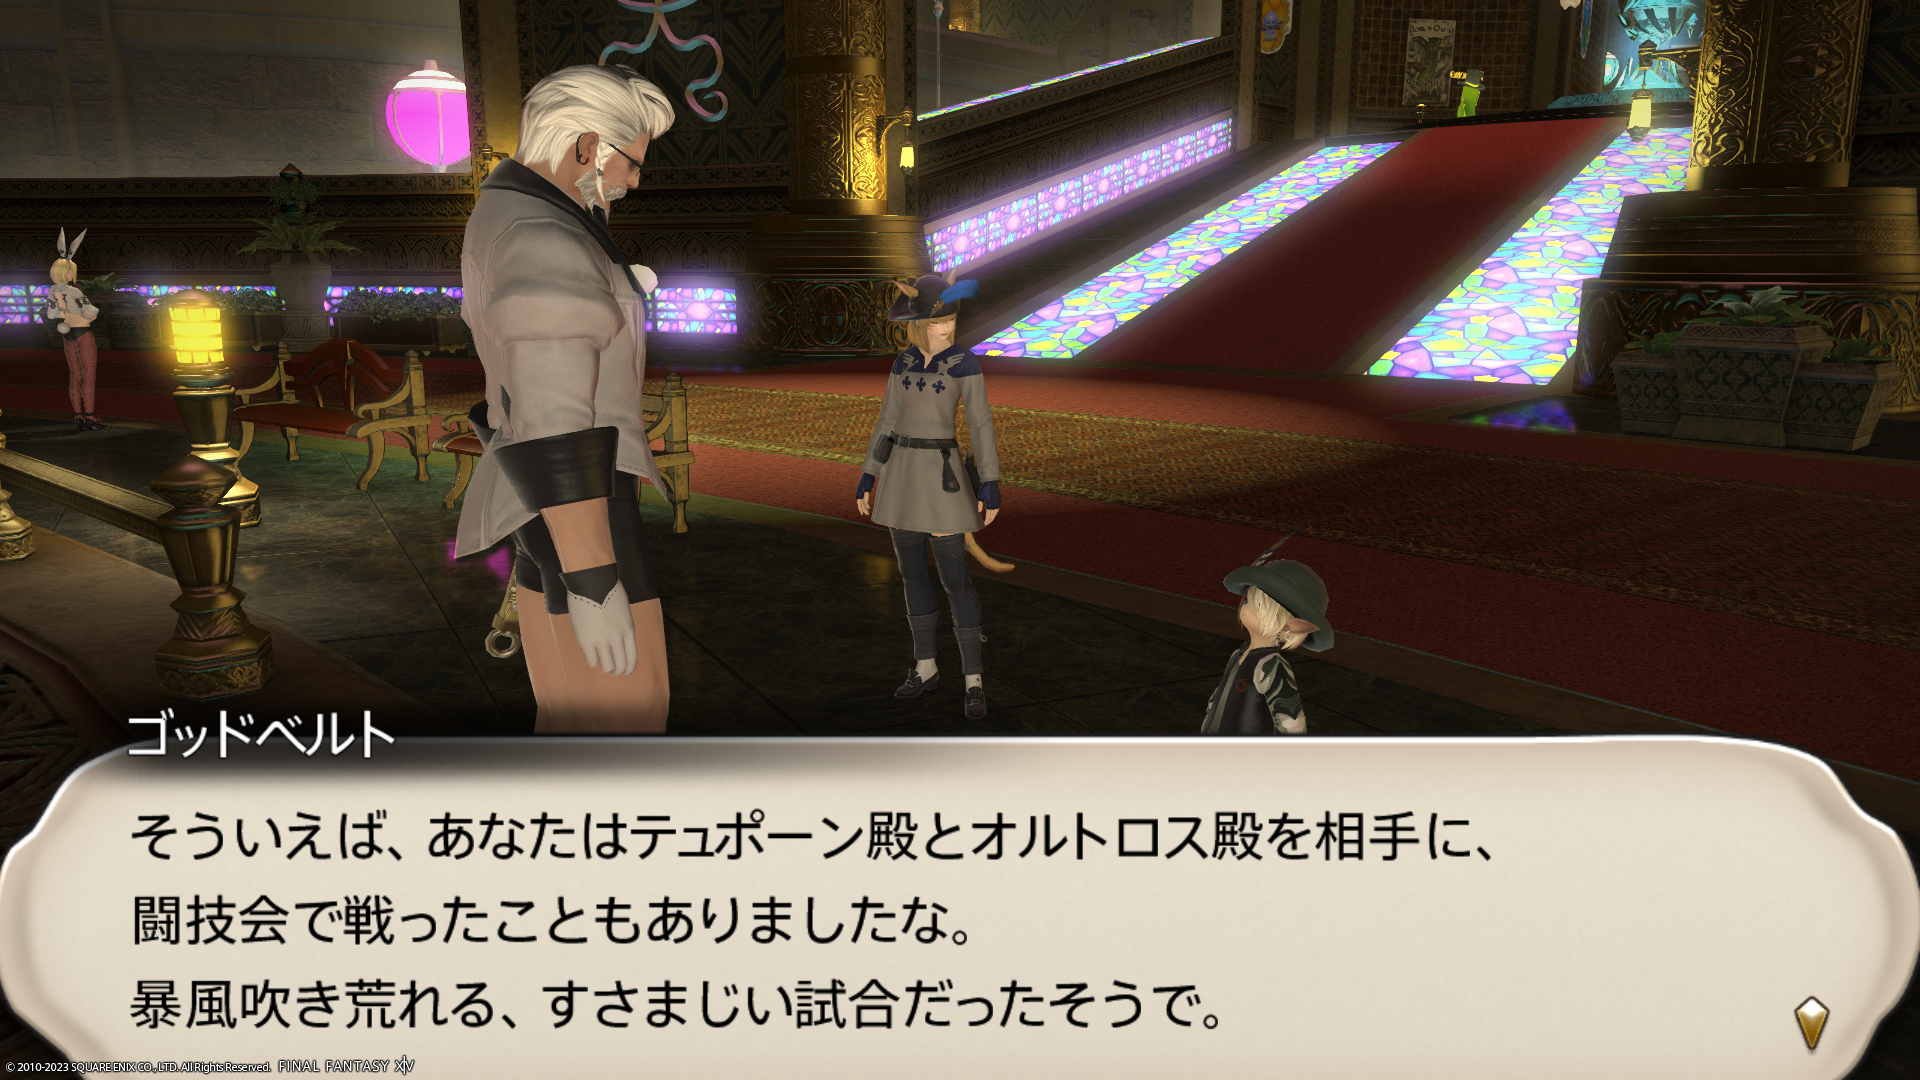 ゴッドベルト
そういえば、あなたはテュポーン殿とオルトロス殿を相手に、
闘技会で戦ったこともありましたな。
暴風吹き荒れる、すさまじい試合だったそうで。
© 2010-2023 SQUARE ENIX CO., LTD. All Rights Reserved. FINAL FANTASY XIV